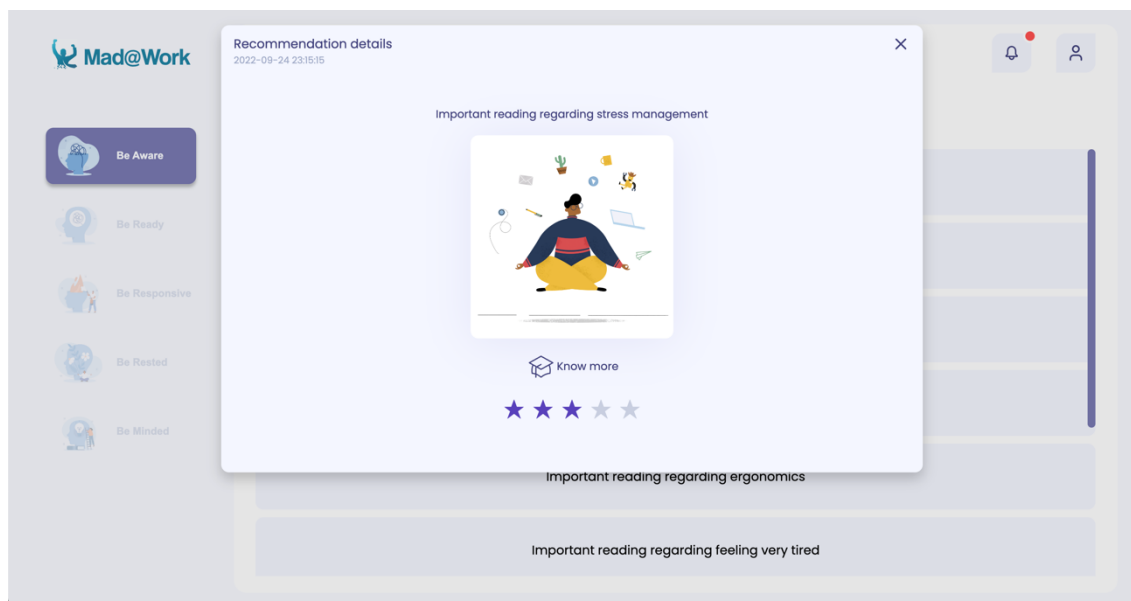 Mad@Work
Recommendation details
2022-09-24 23:15:15
Important reading regarding stress management
Be Aware
Be Ready
Be Responsive
Be Rested
Be Minded
Know more
Important reading regarding ergonomics
Important reading regarding feeling very tired